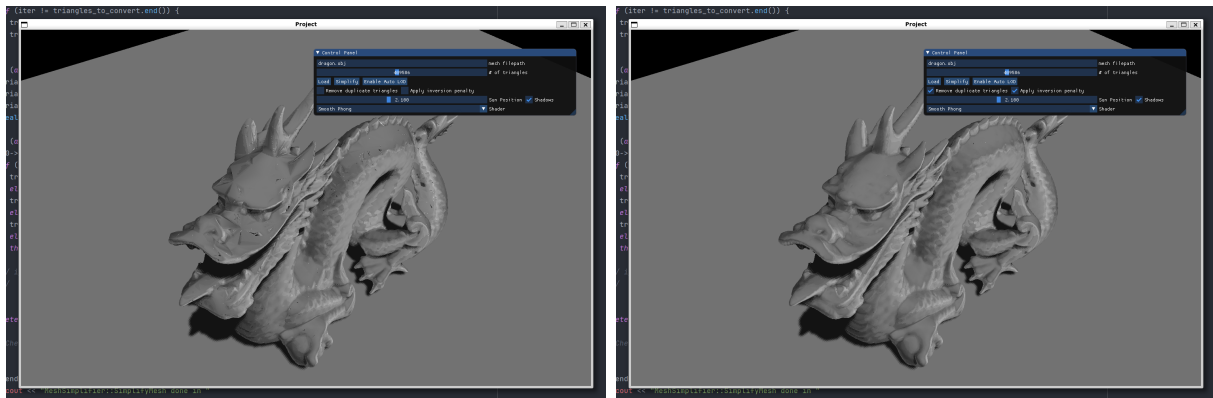 f (iter != triangles_to_convert.end()) {
Project
Control Panel
dragon.obj mesh filepath
# of triangles
Load Simplify Enable Auto LOD
Remove duplicate triangles Apply inversion penalty
2.100 Sun Position Shadows
Smooth Phong Shader
cout << "MeshSimplifier::SimplifyMesh done in "
f (iter != triangles_to_convert.end()) {
Project
Control Panel
dragon.obj mesh filepath
# of triangles
Load Simplify Enable Auto LOD
Remove duplicate triangles Apply inversion penalty
2.100 Sun Position Shadows
Smooth Phong Shader
cout << "MeshSimplifier::SimplifyMesh done in "